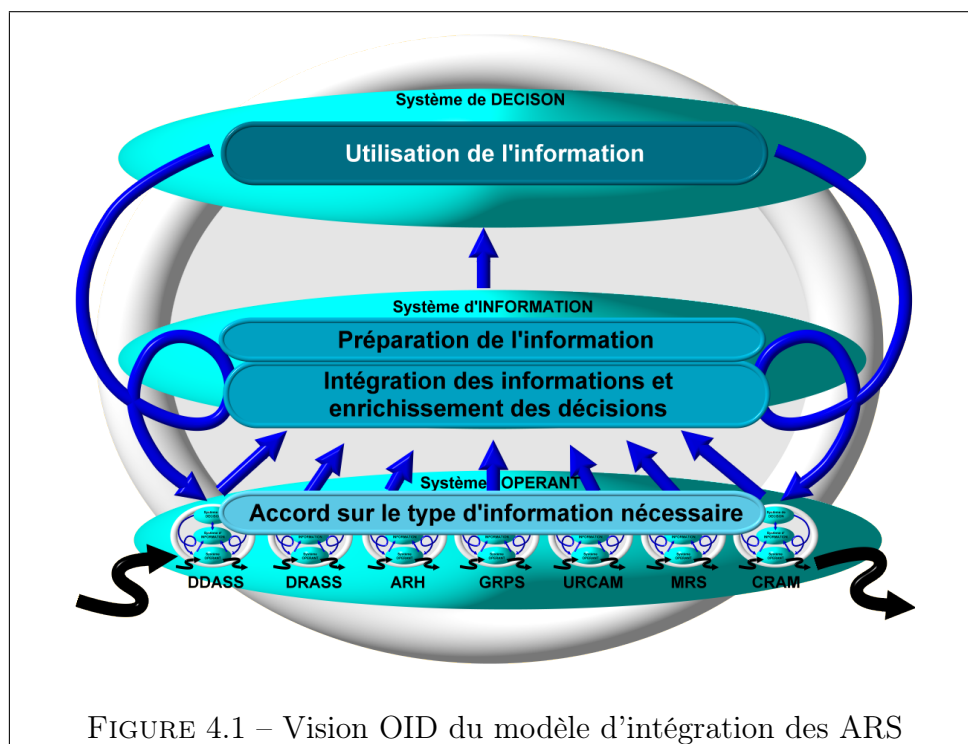 Système de DECISON
Utilisation de l'information
Système d'INFORMATION
Préparation de l'information
Intégration des informations et
enrichissement des décisions
Système OPERANT
Accord sur le type d'information nécessaire
DDASS DRASS ARH GRPS URCAM MRS CRAM
FIGURE 4.1 – Vision OID du modèle d'intégration des ARS